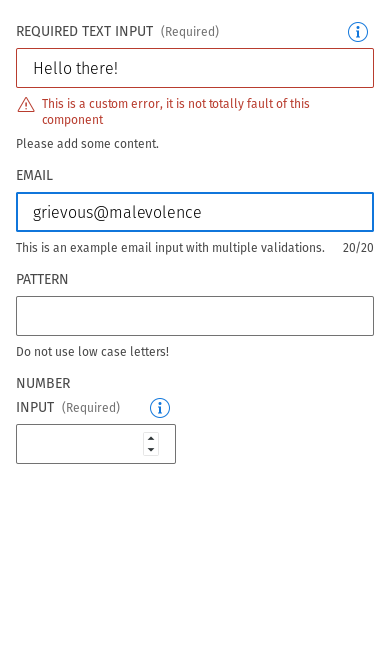 REQUIRED TEXT INPUT (Required)
Hello there!
This is a custom error, it is not totally fault of this
component
Please add some content.
EMAIL
grievous@malevolence
This is an example email input with multiple validations. 20/20
PATTERN
Do not use low case letters!
NUMBER
INPUT (Required)